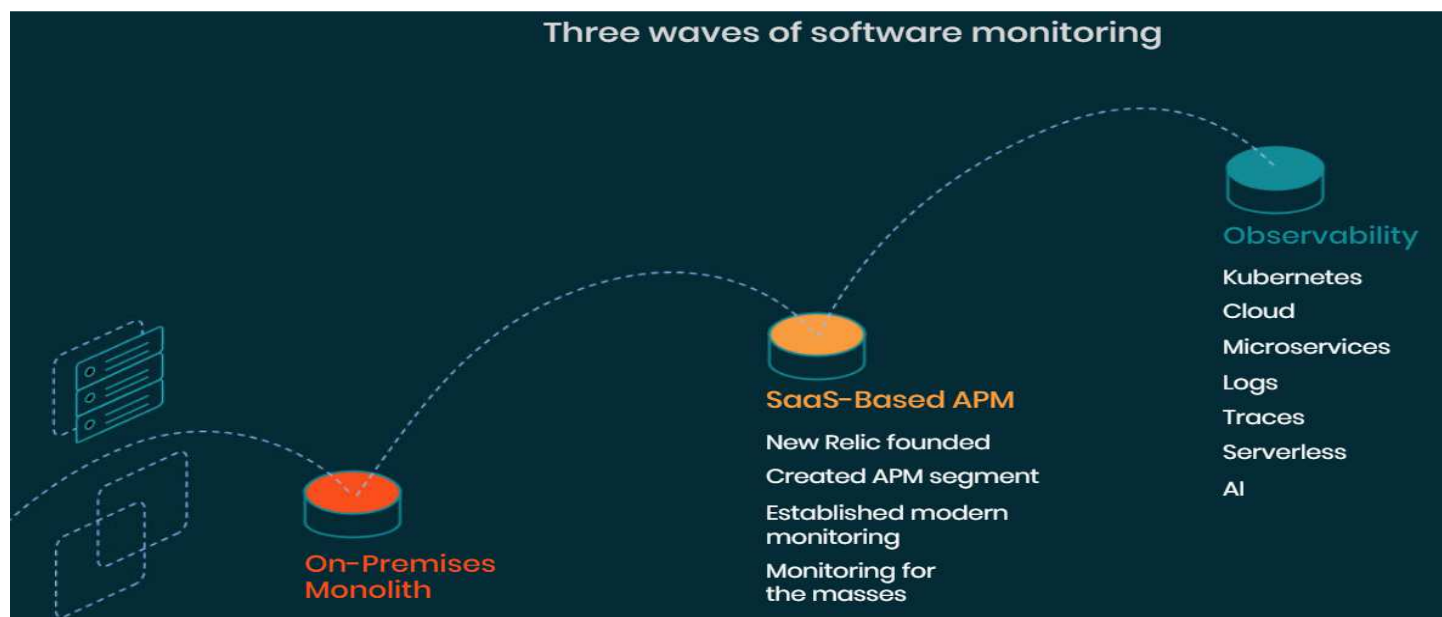 Three waves of software monitoring
Observability
Kubernetes
Cloud
Microservices
Logs
Traces
Serverless
AI
SaaS-Based APM
New Relic founded
Created APM segment
Established modern
monitoring
Monitoring for
the masses
On-Premises
Monolith